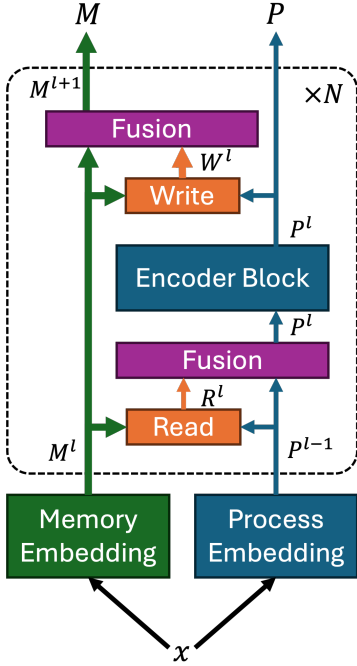 M P
M^{l+1} ×N
Fusion
W^l
Write
P^l
Encoder Block
P^l
Fusion
R^l
Read
M^l P^{l-1}
Memory Process
Embedding Embedding
x